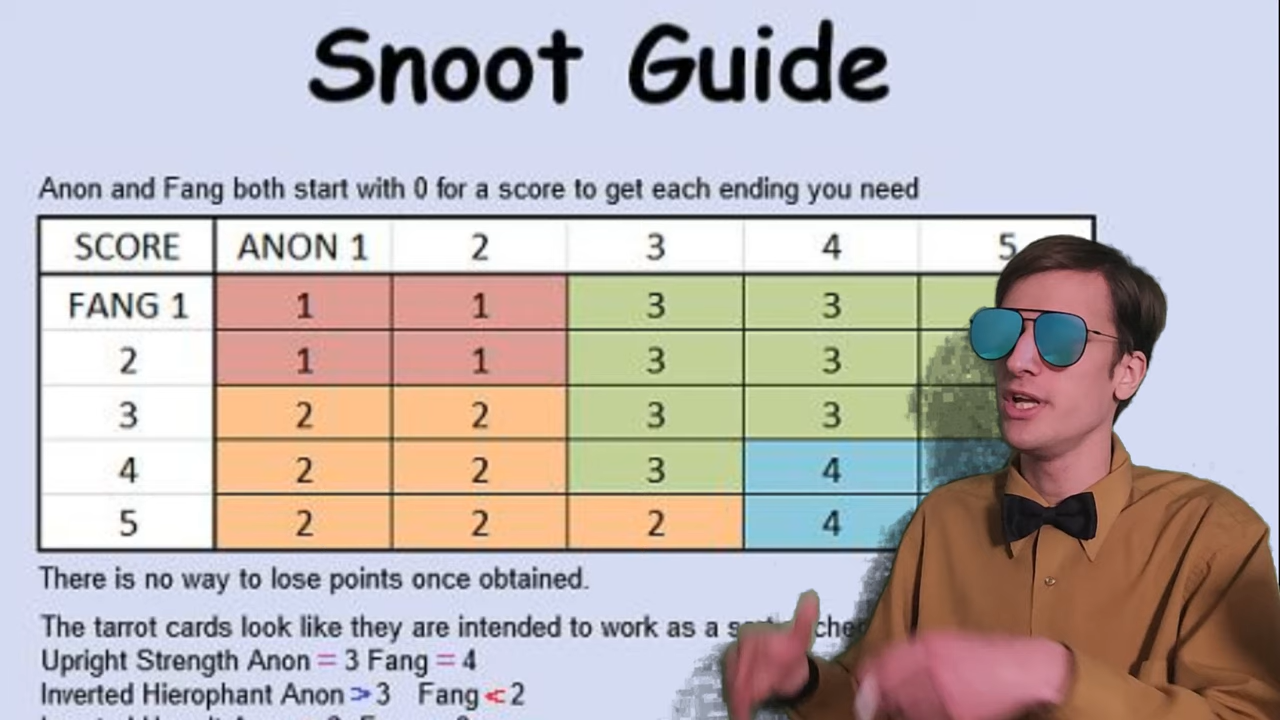 Snoot Guide
Anon and Fang both start with 0 for a score to get each ending you need
SCORE ANON 1 2 3 4 5
FANG 1 1 1 3 3
2 1 1 3 3
3 2 2 3 3
4 2 2 3 4
5 2 2 2 4
There is no way to lose points once obtained.
The tarrot cards look like they are intended to work as a
Upright Strength Anon = 3 Fang = 4
Inverted Hierophant Anon > 3 Fang < 2